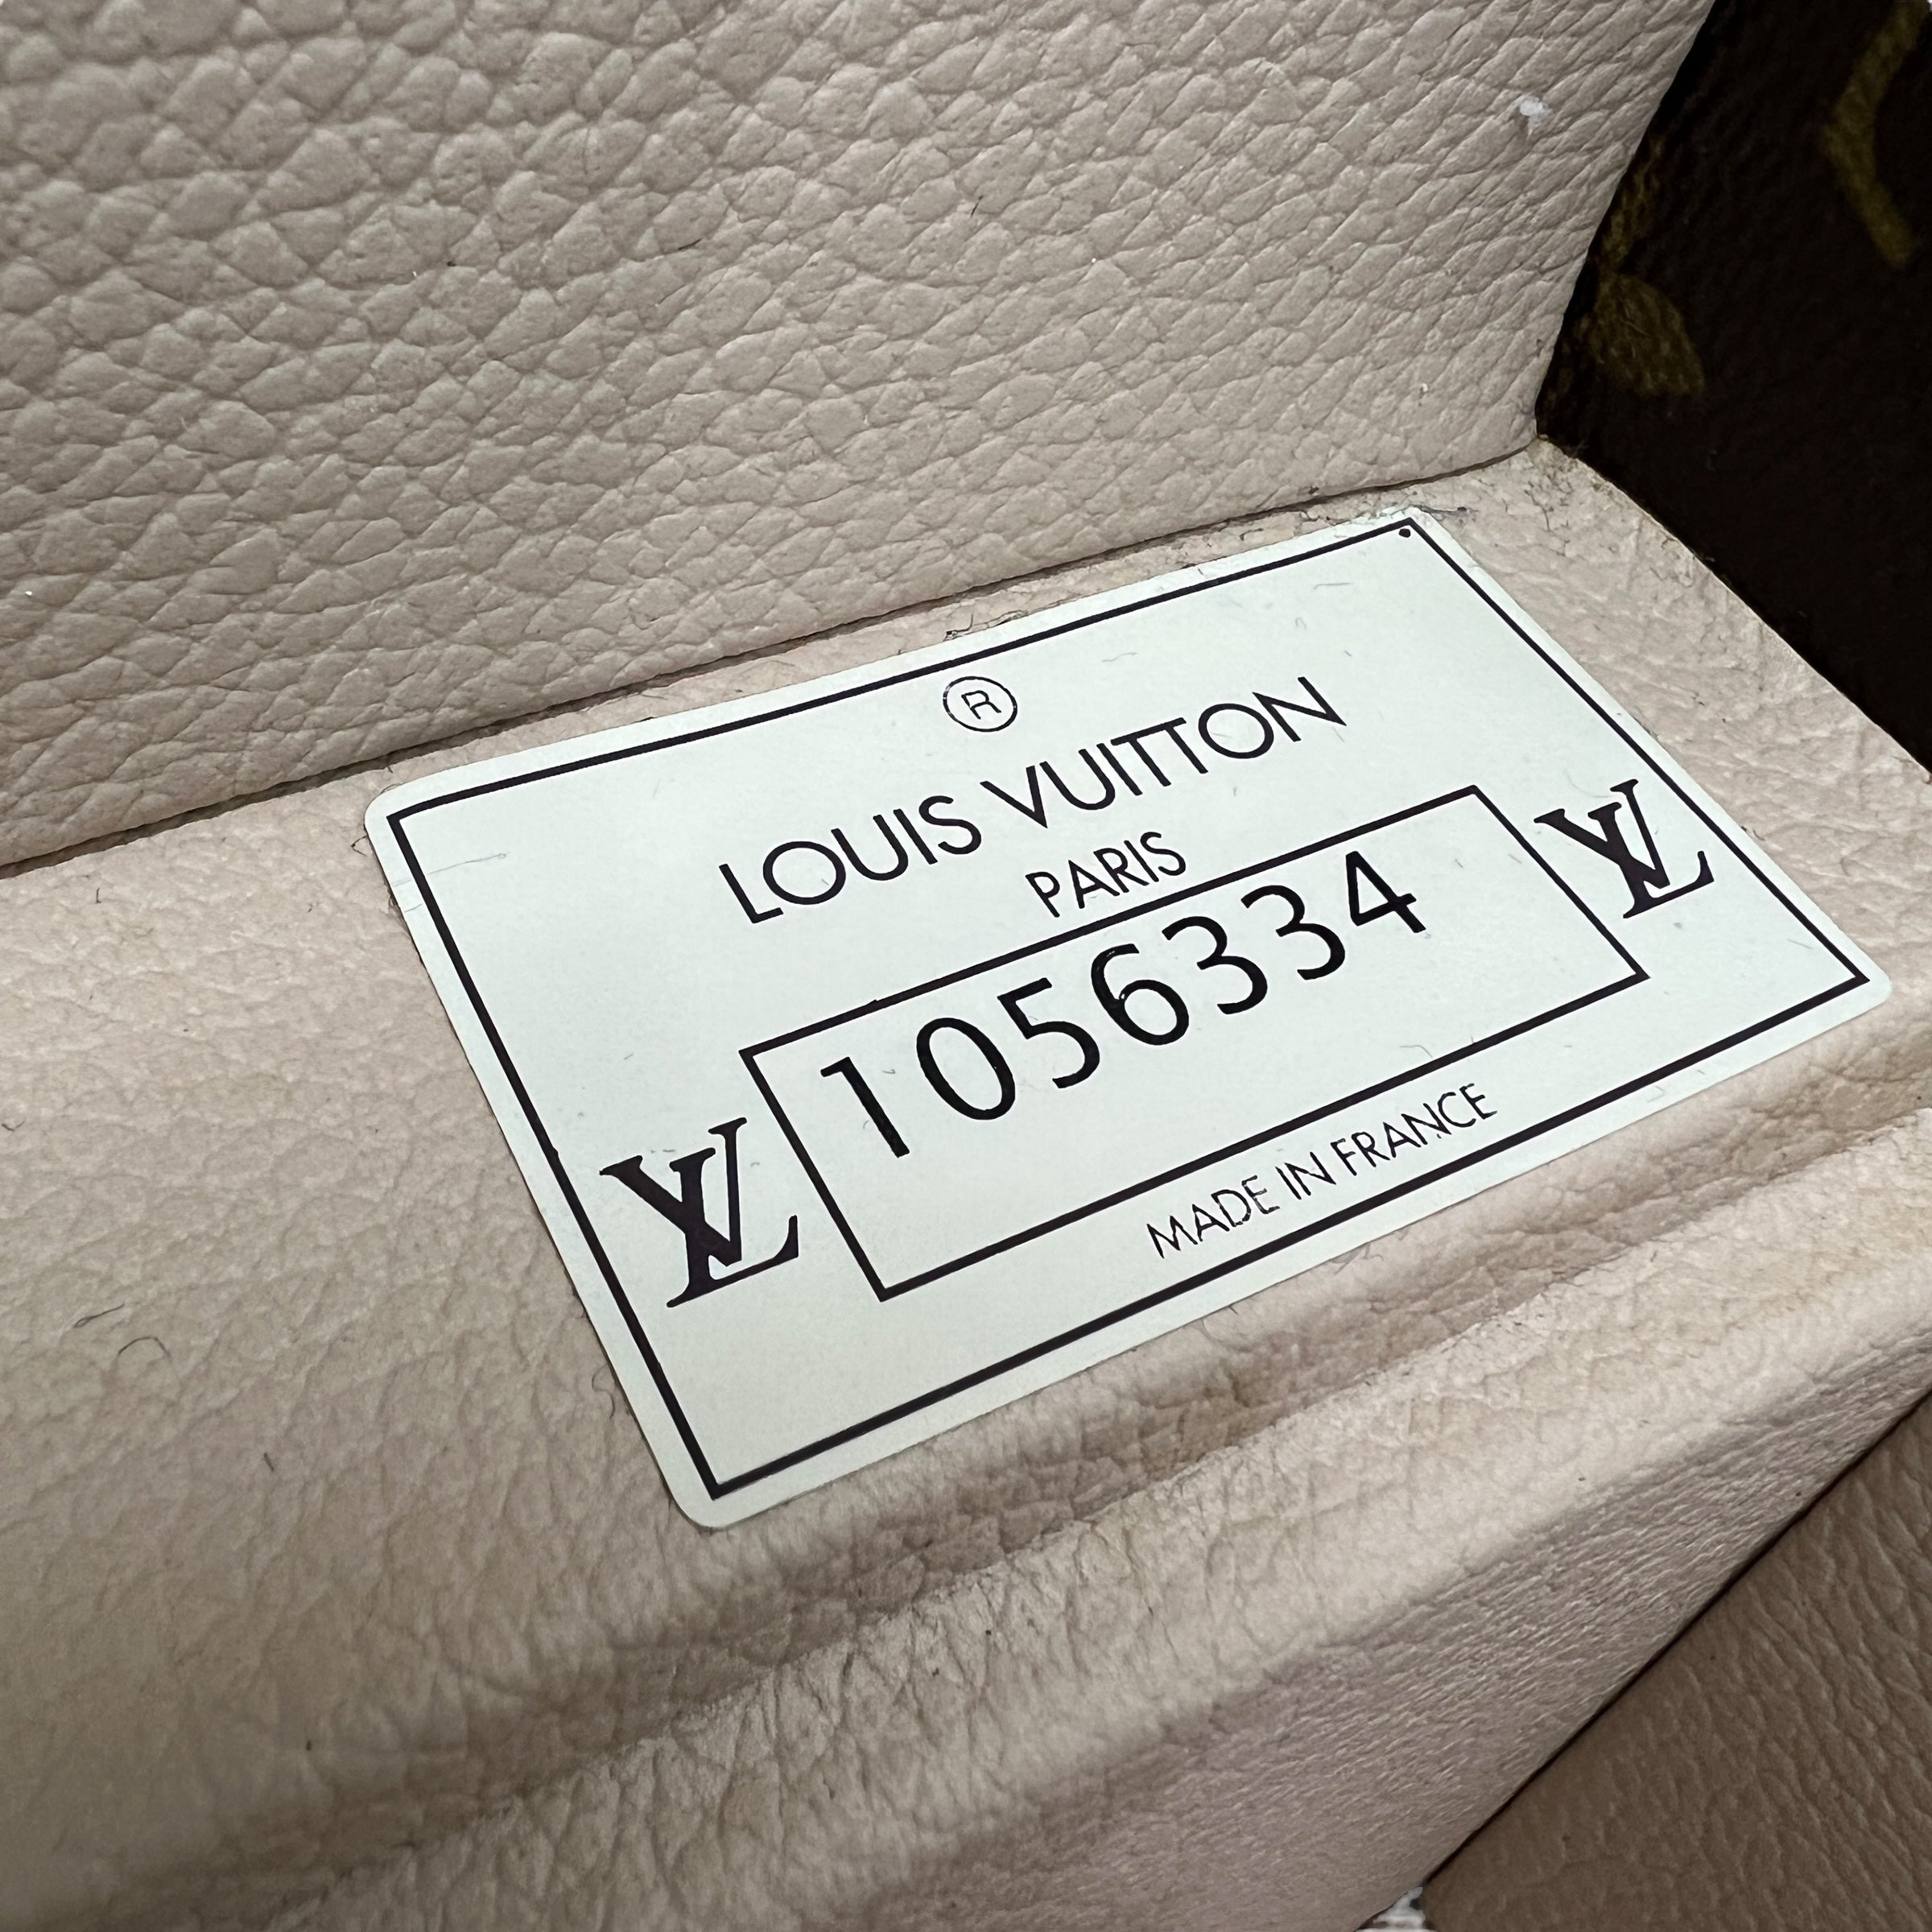 ®
LOUIS VUITTON
PARIS
LV 1056334 LV
MADE IN FRANCE